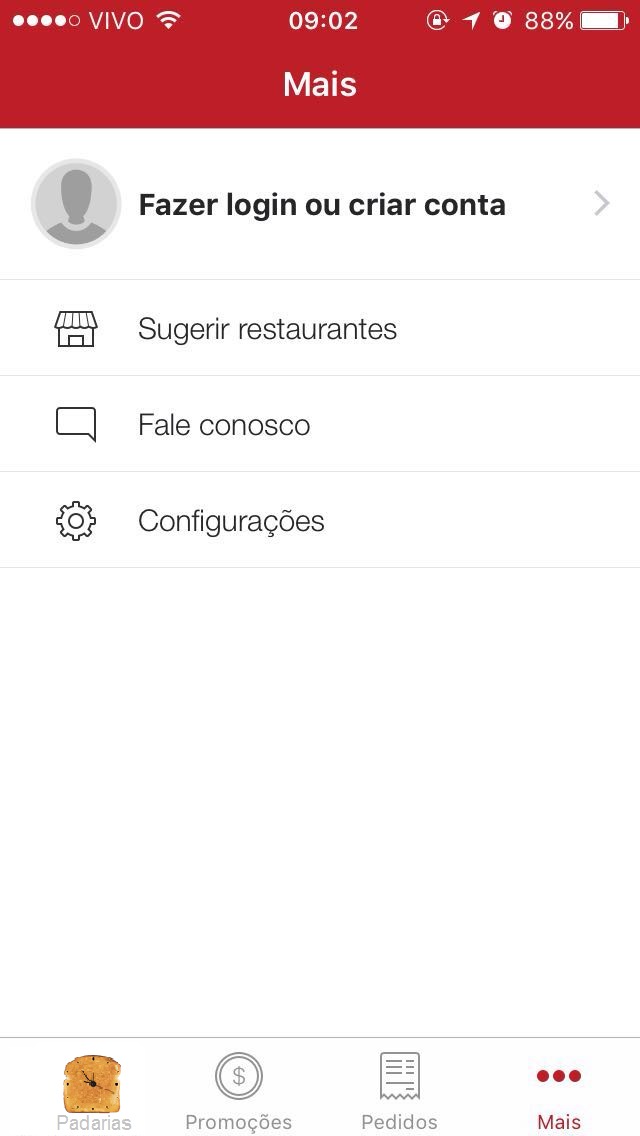 VIVO 09:02 88%
Mais
Fazer login ou criar conta
Sugerir restaurantes
Fale conosco
Configurações
Padarias Promoções Pedidos Mais